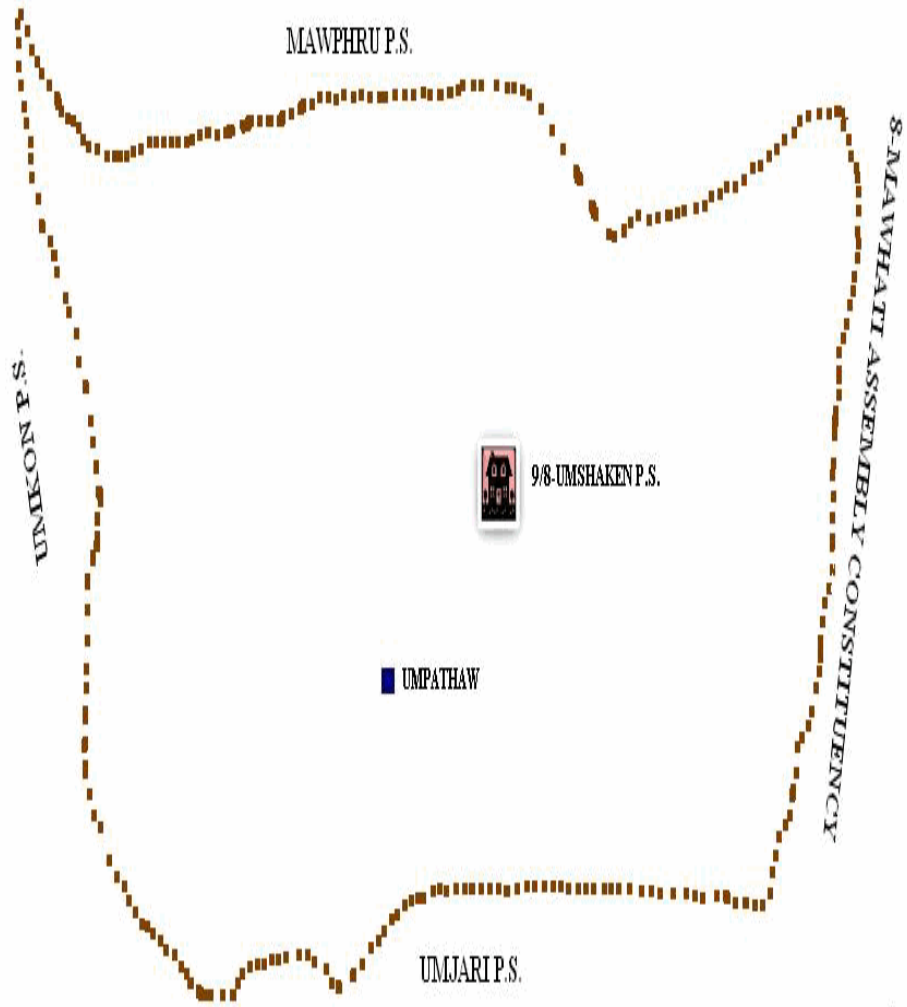 MAWPHRU P.S.
8-MAWHATI ASSEMBLY CONSTITUENCY
UMKON P.S.
9/8-UMSHAKEN P.S.
UMPATHAW
UMJARI P.S.